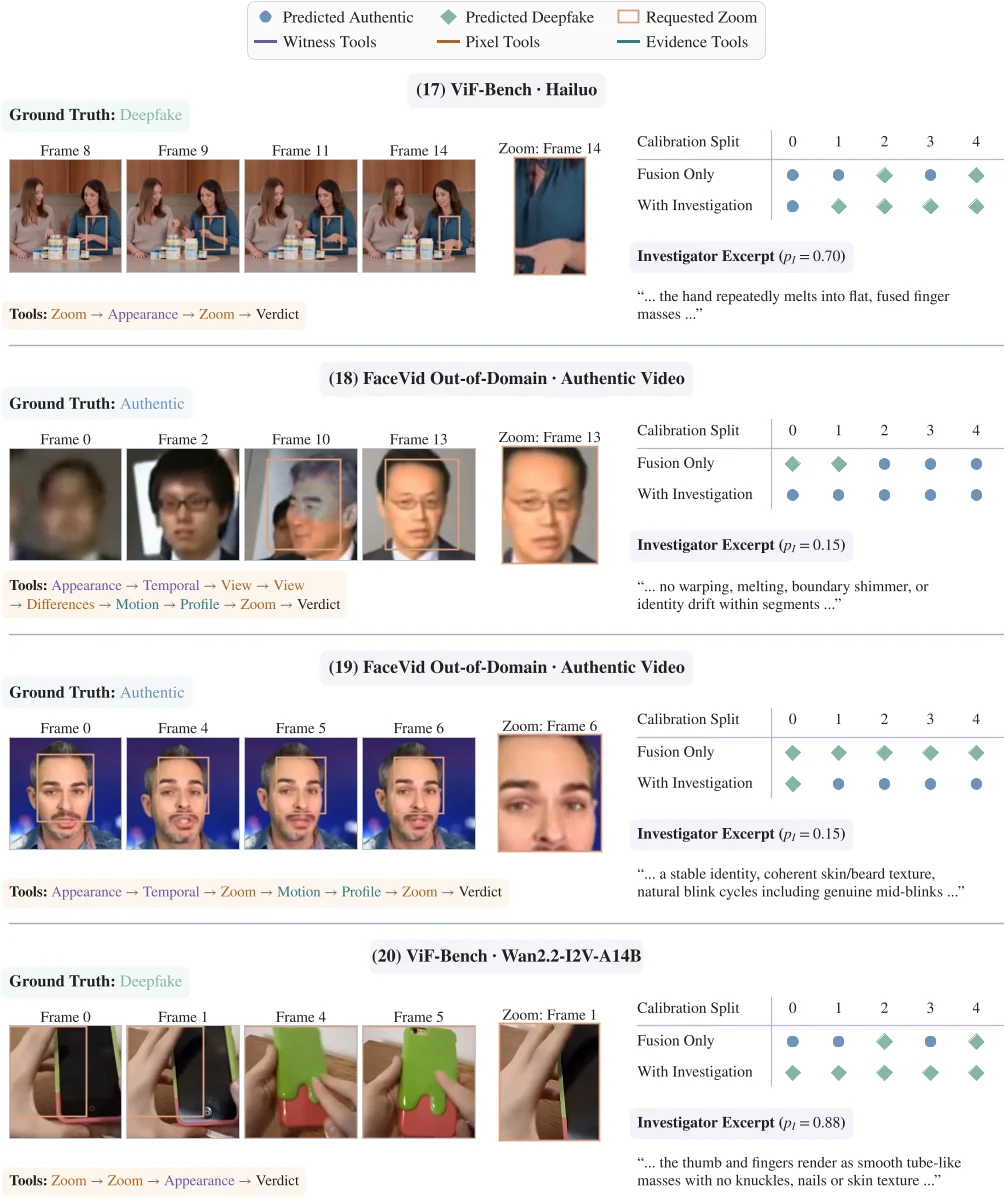 Predicted Authentic Predicted Deepfake Requested Zoom
Witness Tools Pixel Tools Evidence Tools
(17) ViF-Bench · Hailuo
Ground Truth: Deepfake
Frame 8 Frame 9 Frame 11 Frame 14 Zoom: Frame 14
Calibration Split 0 1 2 3 4
Fusion Only
With Investigation
Investigator Excerpt (p_I = 0.70)
“... the hand repeatedly melts into flat, fused finger
masses ...”
Tools: Zoom → Appearance → Zoom → Verdict
(18) FaceVid Out-of-Domain · Authentic Video
Ground Truth: Authentic
Frame 0 Frame 2 Frame 10 Frame 13 Zoom: Frame 13
Calibration Split 0 1 2 3 4
Fusion Only
With Investigation
Investigator Excerpt (p_I = 0.15)
“... no warping, melting, boundary shimmer, or
identity drift within segments ...”
Tools: Appearance → Temporal → View → View
→ Differences → Motion → Profile → Zoom → Verdict
(19) FaceVid Out-of-Domain · Authentic Video
Ground Truth: Authentic
Frame 0 Frame 4 Frame 5 Frame 6 Zoom: Frame 6
Calibration Split 0 1 2 3 4
Fusion Only
With Investigation
Investigator Excerpt (p_I = 0.15)
“... a stable identity, coherent skin/beard texture,
natural blink cycles including genuine mid-blinks ...”
Tools: Appearance → Temporal → Zoom → Motion → Profile → Zoom → Verdict
(20) ViF-Bench · Wan2.2-I2V-A14B
Ground Truth: Deepfake
Frame 0 Frame 1 Frame 4 Frame 5 Zoom: Frame 1
Calibration Split 0 1 2 3 4
Fusion Only
With Investigation
Investigator Excerpt (p_I = 0.88)
“... the thumb and fingers render as smooth tube-like
masses with no knuckles, nails or skin texture ...”
Tools: Zoom → Zoom → Appearance → Verdict